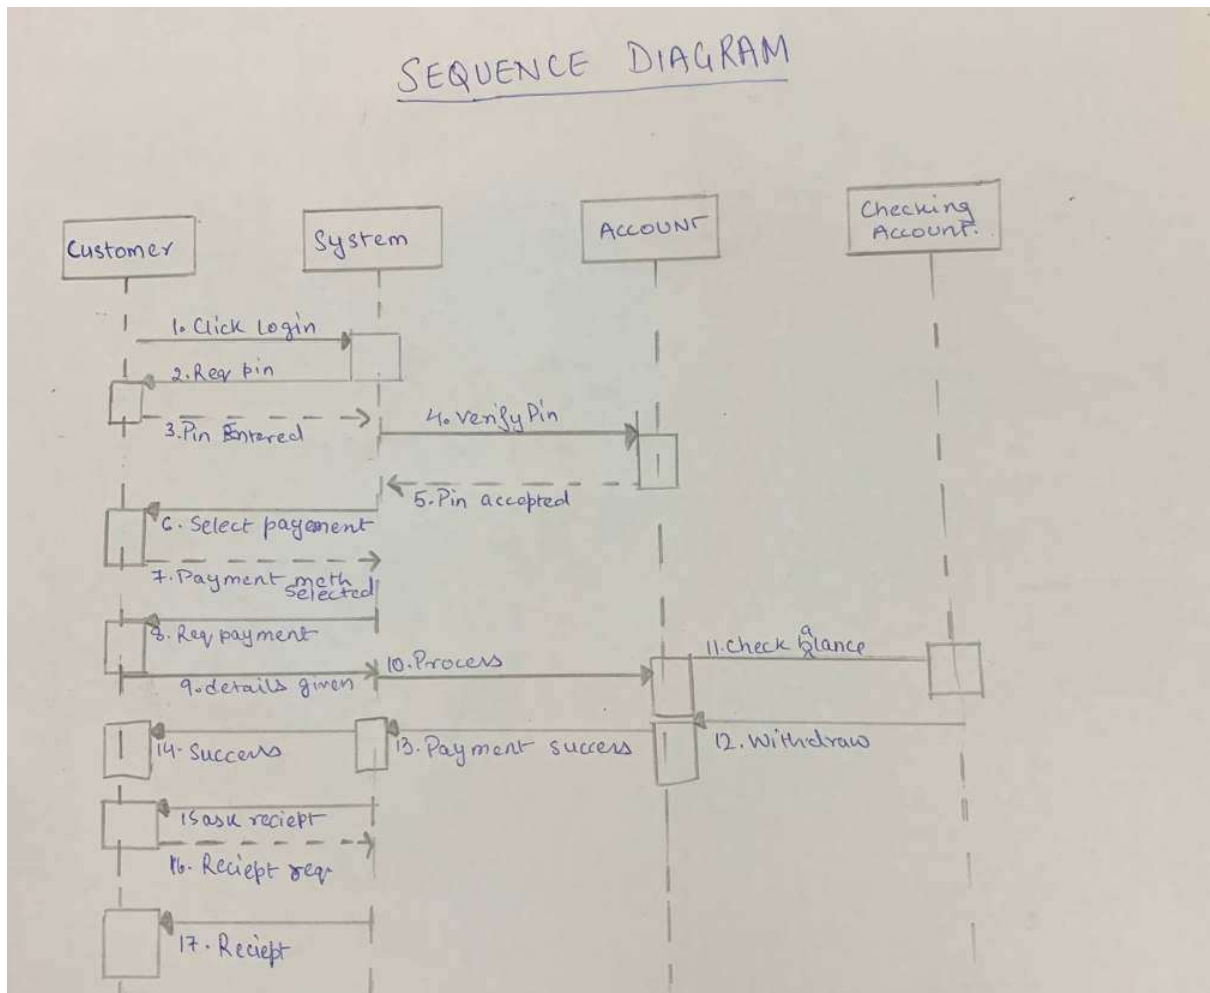 SEQUENCE DIAGRAM
Customer
System
ACCOUNT
Checking
Account.
1. Click Login
2. Req pin
3. Pin Entered
4. Verify Pin
5. Pin accepted
6. Select payement
7. Payment meth
selected
8. Req payment
9. details given
10. Process
11. Check balance
12. Withdraw
13. Payment success
14. Success
15 ask reciept
16. Reciept req.
17. Reciept